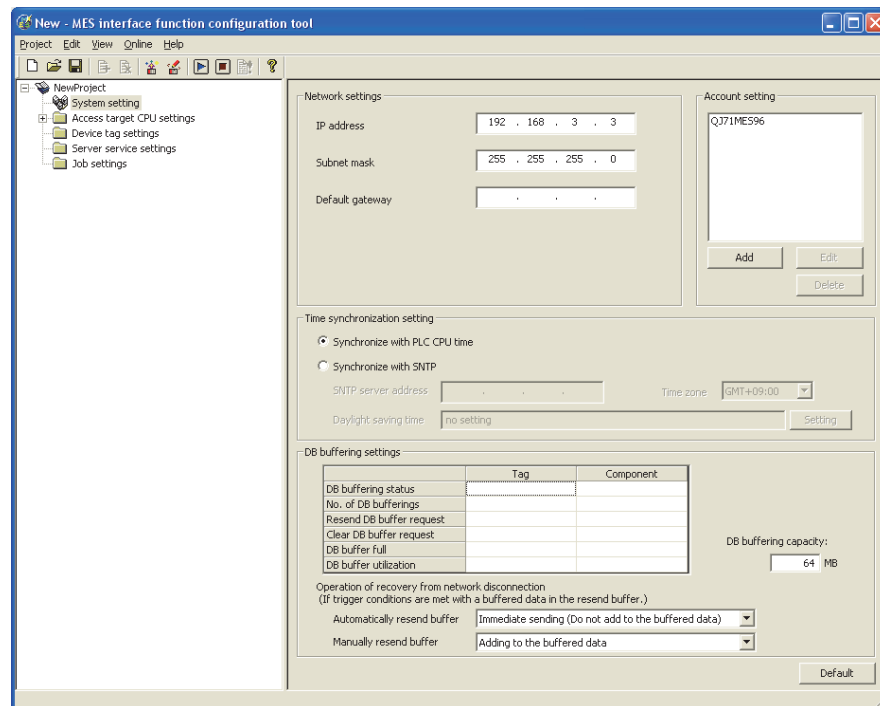 New - MES interface function configuration tool
Project Edit View Online Help
NewProject
System setting
Access target CPU settings
Device tag settings
Server service settings
Job settings
Network settings
IP address 192 . 168 . 3 . 3
Subnet mask 255 . 255 . 255 . 0
Default gateway . . .
Account setting
QJ71MES96
Add Edit
Delete
Time synchronization setting
Synchronize with PLC CPU time
Synchronize with SNTP
SNTP server address . . . Time zone GMT+09:00
Daylight saving time no setting Setting
DB buffering settings
Tag Component
DB buffering status
No. of DB bufferings
Resend DB buffer request
Clear DB buffer request
DB buffer full
DB buffer utilization
DB buffering capacity:
64 MB
Operation of recovery from network disconnection
(If trigger conditions are met with a buffered data in the resend buffer.)
Automatically resend buffer Immediate sending (Do not add to the buffered data)
Manually resend buffer Adding to the buffered data
Default